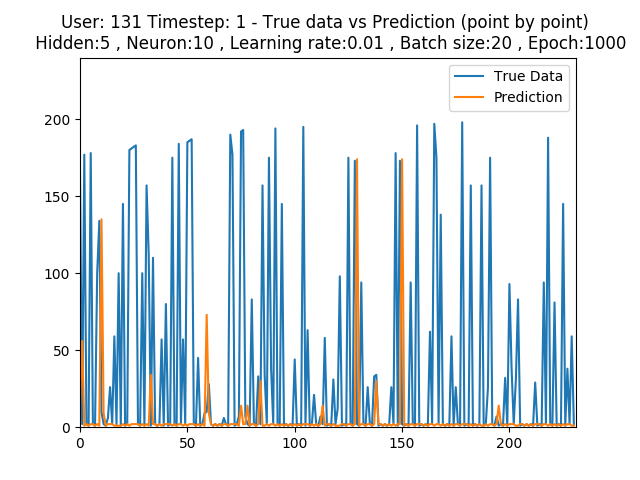 User: 131 Timestep: 1 - True data vs Prediction (point by point)
Hidden:5 , Neuron:10 , Learning rate:0.01 , Batch size:20 , Epoch:1000
True Data
Prediction
200
150
100
50
0
0 50 100 150 200